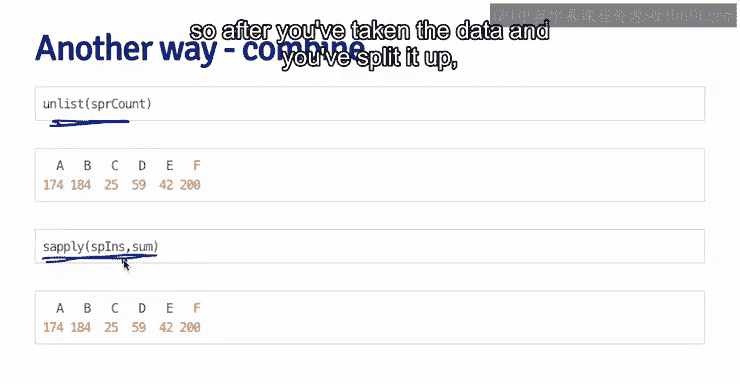 so after you've taken the data and
you've split it up,
Another way - combine
unlist(sprCount)
A B C D E F
174 184 25 59 42 200
sapply(spIns,sum)
A B C D E F
174 184 25 59 42 200